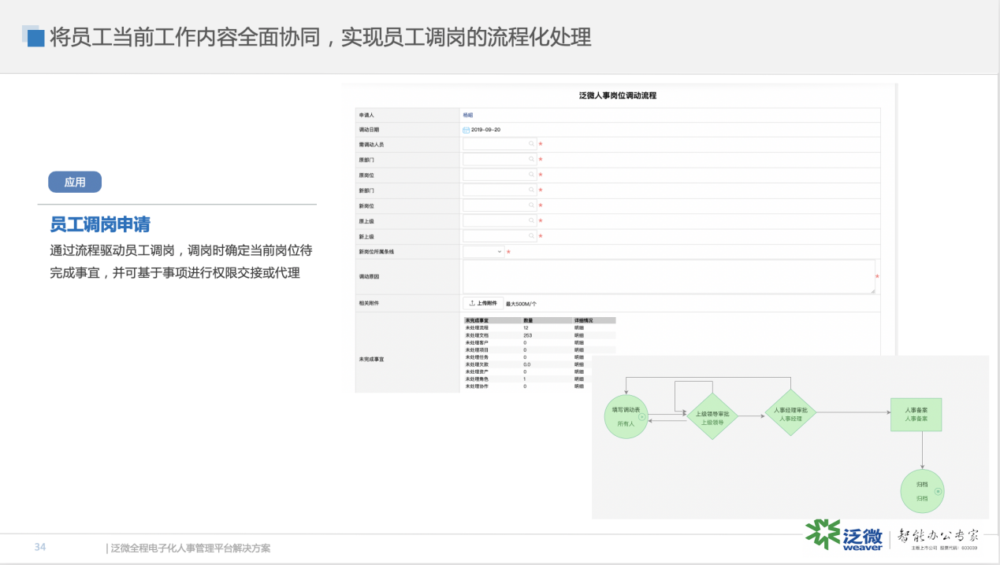 将员工当前工作内容全面协同，实现员工调岗的流程化处理
应用
员工调岗申请
通过流程驱动员工调岗，调岗时确定当前岗位待
完成事宜，并可基于事项进行权限交接或代理
泛微人事岗位调动流程
申请人 杨昭
调动日期 2019-09-20
需调动人员 *
原部门 *
原岗位 *
新部门 *
新岗位 *
原上级 *
新上级 *
新岗位所属条线 *
调动原因 *
相关附件 上传附件 最大500M/个
未完成事宜
未完成事宜 数量 详细情况
未处理流程 12 明细
未处理文档 253 明细
未处理客户 0 明细
未处理项目 0 明细
未处理任务 0 明细
未处理欠款 0.0 明细
未处理资产 0 明细
未处理角色 1 明细
未处理协作 0 明细
填写调动表
所有人
上级领导审批
上级领导
人事经理审批
人事经理
人事备案
人事备案
归档
归档
34
| 泛微全程电子化人事管理平台解决方案
泛微
weaver
智能办公专家
主板上市公司 股票代码：603039